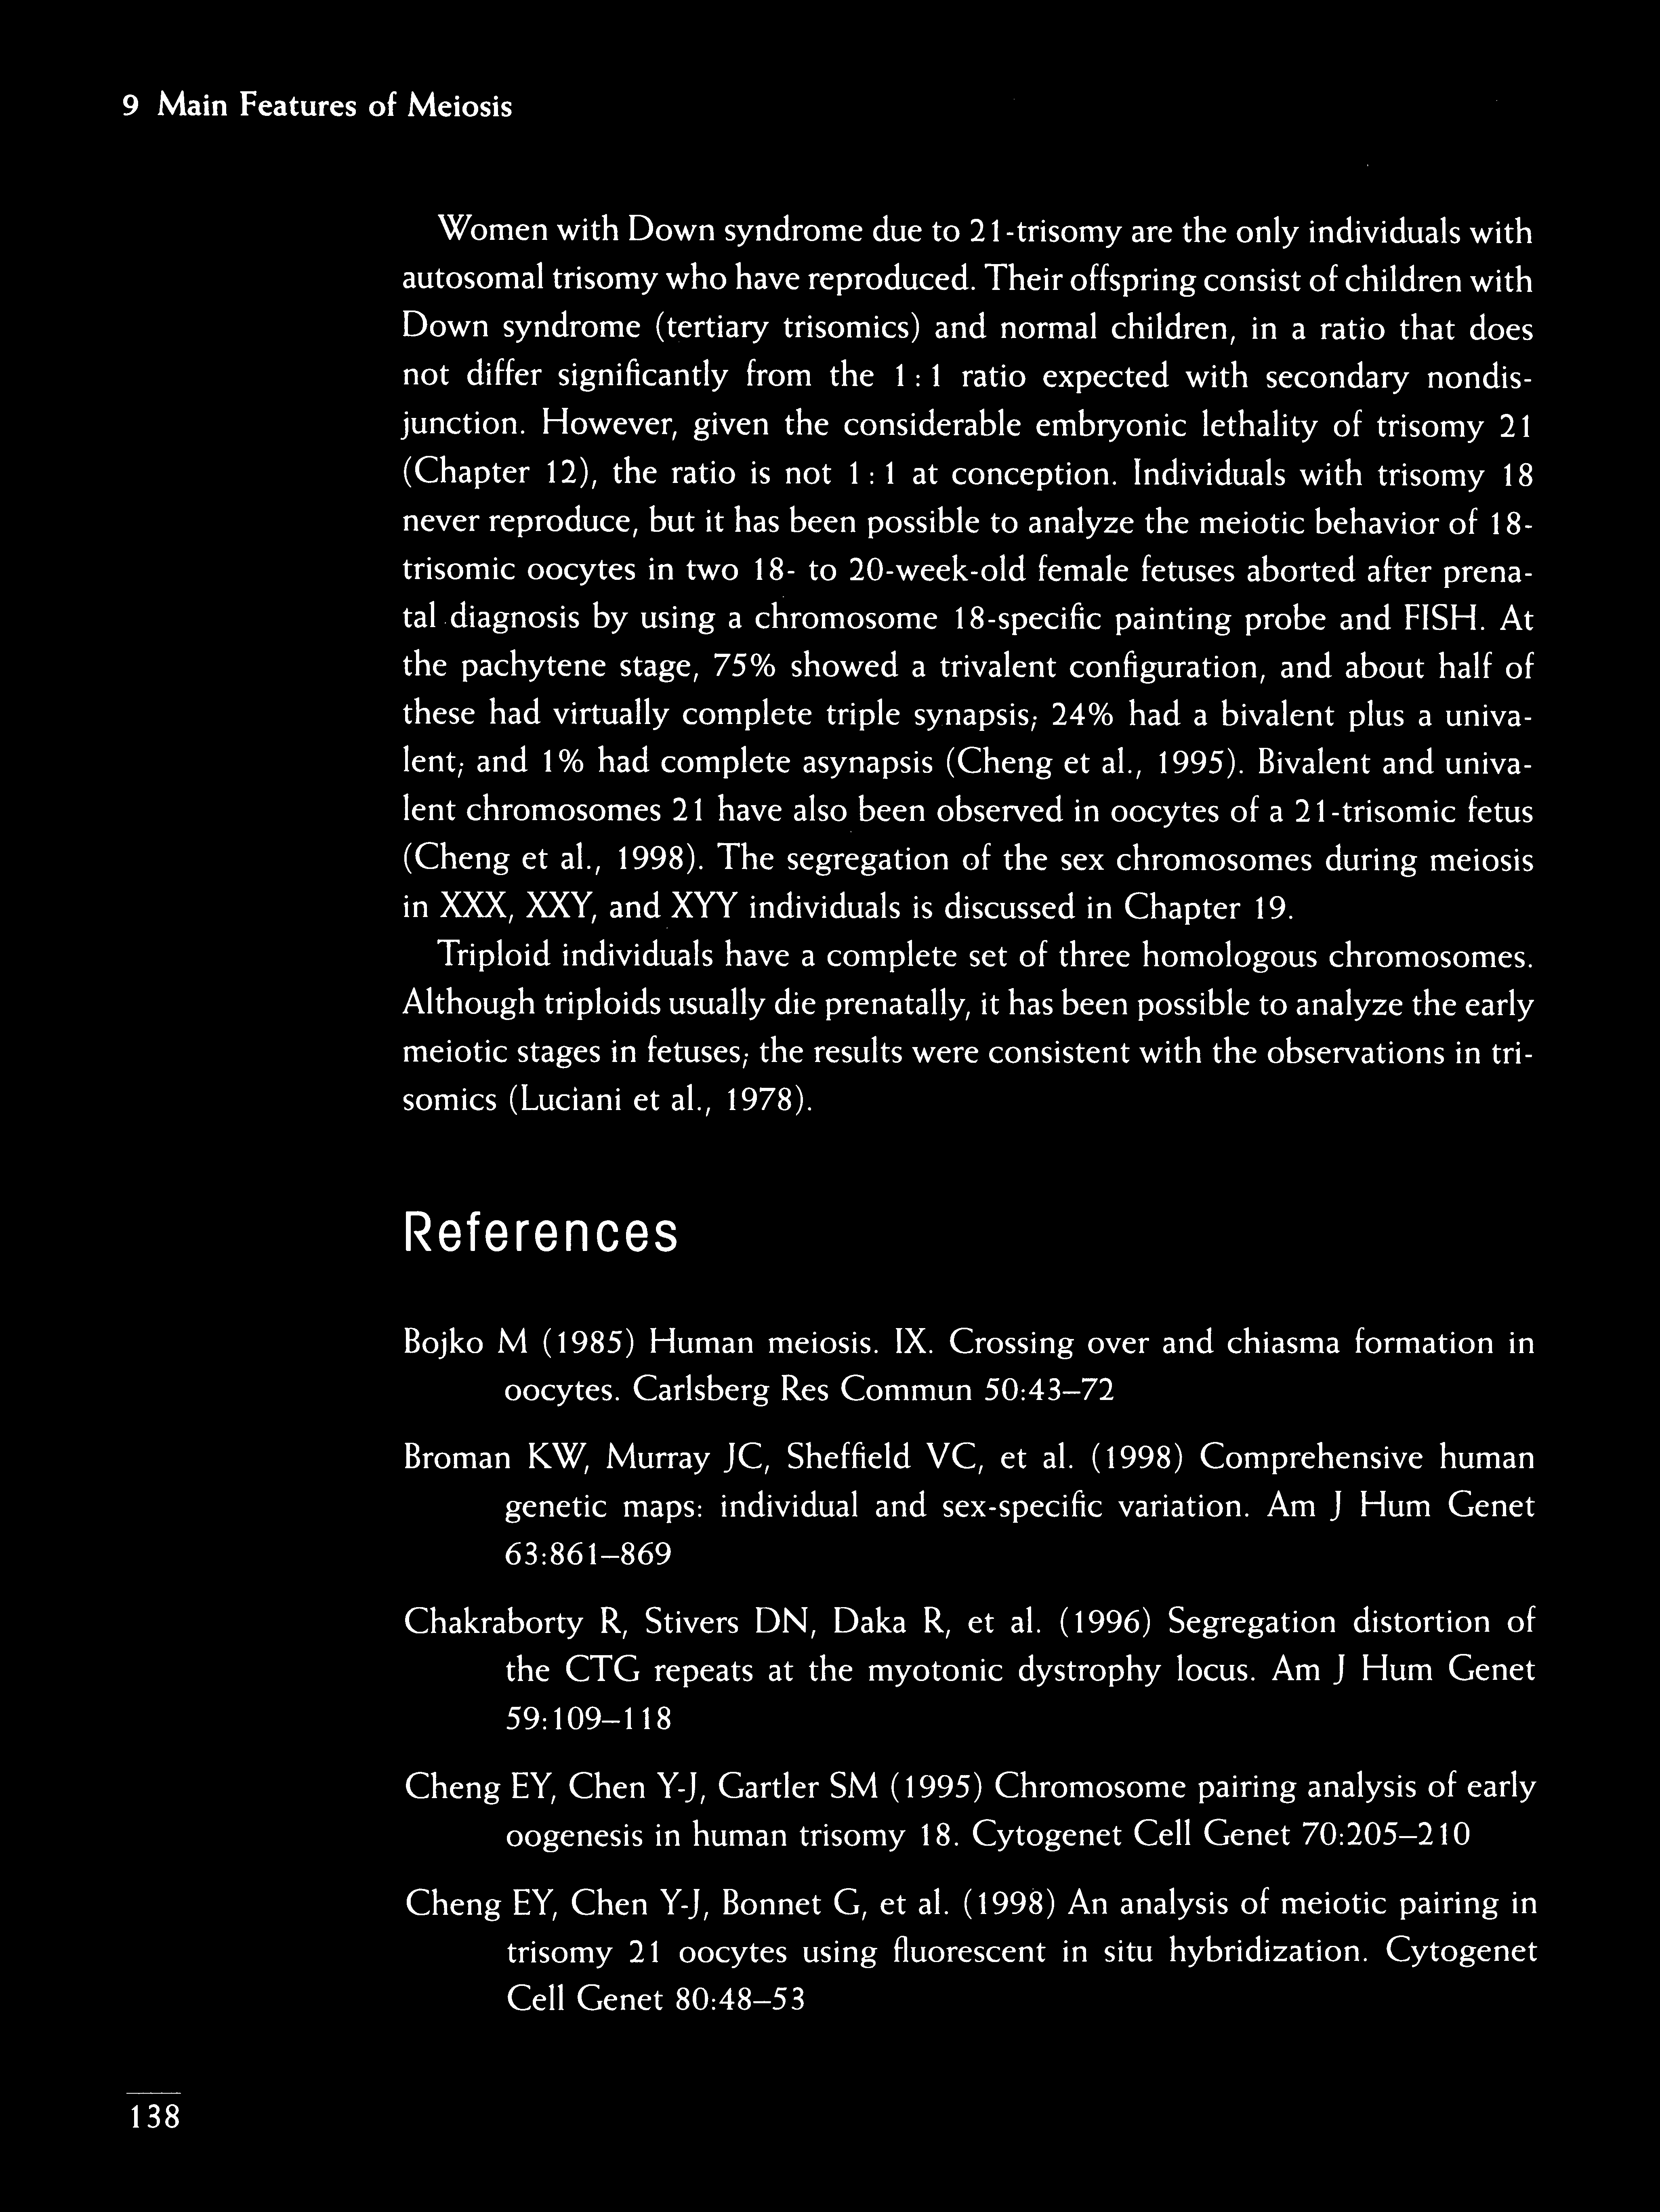 9 Main Features of Meiosis
Women with Down syndrome due to 21-trisomy are the only individuals with
autosomal trisomy who have reproduced. Their offspring consist of children with
Down syndrome (tertiary trisomics) and normal children, in a ratio that does
not differ significantly from the 1 : 1 ratio expected with secondary nondis-
junction. However, given the considerable embryonic lethality of trisomy 21
(Chapter 12), the ratio is not 1 : 1 at conception. Individuals with trisomy 18
never reproduce, but it has been possible to analyze the meiotic behavior of 18-
trisomic oocytes in two 18- to 20-week-old female fetuses aborted after prena-
tal diagnosis by using a chromosome 18-specific painting probe and FISH. At
the pachytene stage, 75% showed a trivalent configuration, and about half of
these had virtually complete triple synapsis; 24% had a bivalent plus a univa-
lent; and 1% had complete asynapsis (Cheng et al., 1995). Bivalent and univa-
lent chromosomes 21 have also been observed in oocytes of a 21-trisomic fetus
(Cheng et al., 1998). The segregation of the sex chromosomes during meiosis
in XXX, XXY, and XYY individuals is discussed in Chapter 19.
Triploid individuals have a complete set of three homologous chromosomes.
Although triploids usually die prenatally, it has been possible to analyze the early
meiotic stages in fetuses; the results were consistent with the observations in tri-
somics (Luciani et al., 1978).
References
Bojko M (1985) Human meiosis. IX. Crossing over and chiasma formation in
oocytes. Carlsberg Res Commun 50:43–72
Broman KW, Murray JC, Sheffield VC, et al. (1998) Comprehensive human
genetic maps: individual and sex-specific variation. Am J Hum Genet
63:861–869
Chakraborty R, Stivers DN, Daka R, et al. (1996) Segregation distortion of
the CTG repeats at the myotonic dystrophy locus. Am J Hum Genet
59:109–118
Cheng EY, Chen Y-J, Gartler SM (1995) Chromosome pairing analysis of early
oogenesis in human trisomy 18. Cytogenet Cell Genet 70:205–210
Cheng EY, Chen Y-J, Bonnet G, et al. (1998) An analysis of meiotic pairing in
trisomy 21 oocytes using fluorescent in situ hybridization. Cytogenet
Cell Genet 80:48–53
138